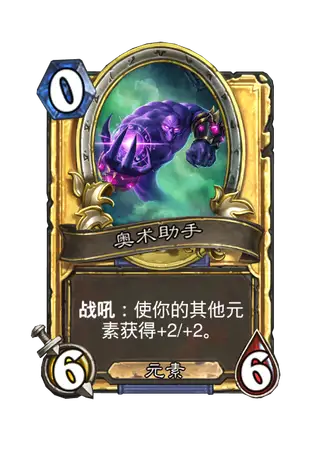 0
奥术助手
战吼：使你的其他元
素获得+2/+2。
6
元素
6